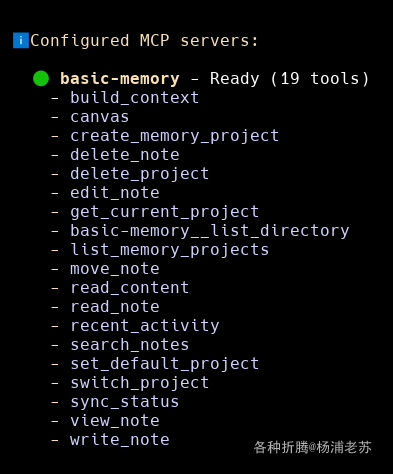 ℹConfigured MCP servers:
🟢 basic-memory - Ready (19 tools)
- build_context
- canvas
- create_memory_project
- delete_note
- delete_project
- edit_note
- get_current_project
- basic-memory__list_directory
- list_memory_projects
- move_note
- read_content
- read_note
- recent_activity
- search_notes
- set_default_project
- switch_project
- sync_status
- view_note
- write_note
各种折腾@杨浦老苏